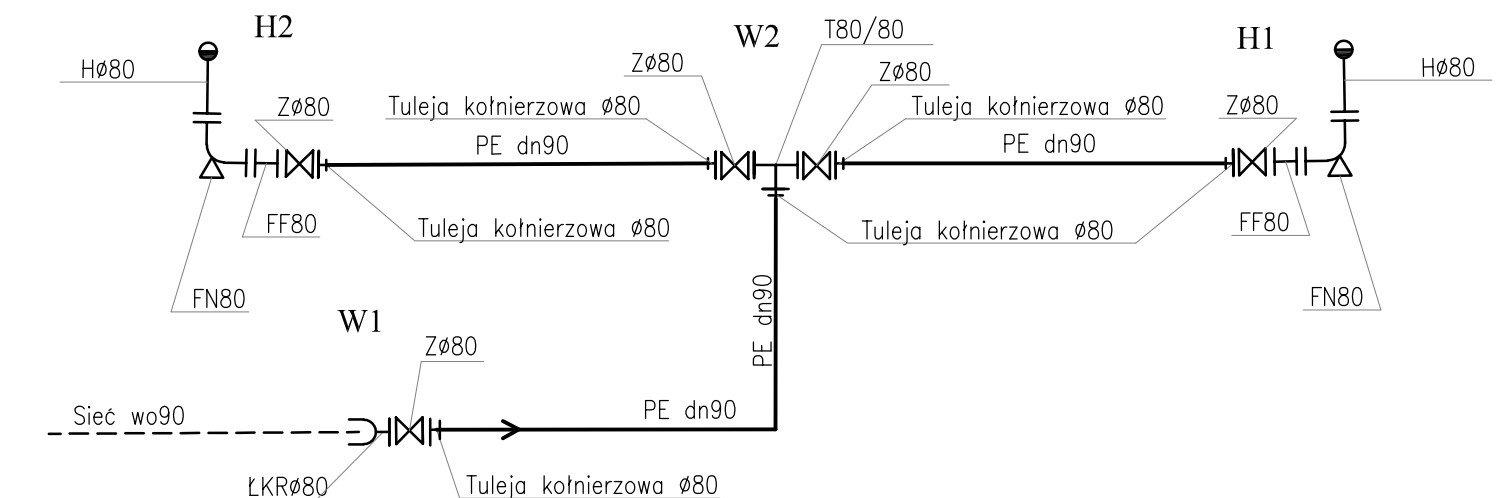 H2
W2
T80/80
H1
Hø80
Zø80
Zø80
Hø80
Zø80
Tuleja kołnierzowa ø80
Tuleja kołnierzowa ø80
Zø80
PE dn90
PE dn90
FF80
Tuleja kołnierzowa ø80
Tuleja kołnierzowa ø80
FF80
FN80
FN80
PE dn90
W1
Zø80
Sieć wo90
PE dn90
ŁKRø80
Tuleja kołnierzowa ø80